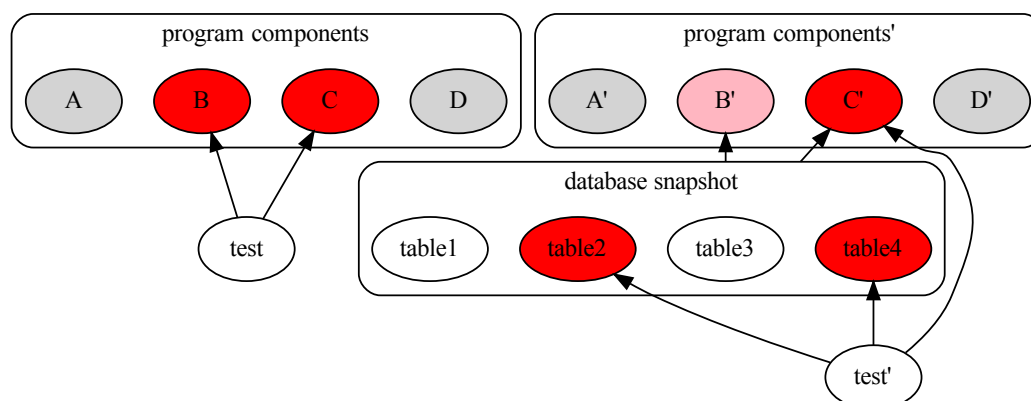 program components
A
B
C
D
program components'
A'
B'
C'
D'
database snapshot
test
table1
table2
table3
table4
test'